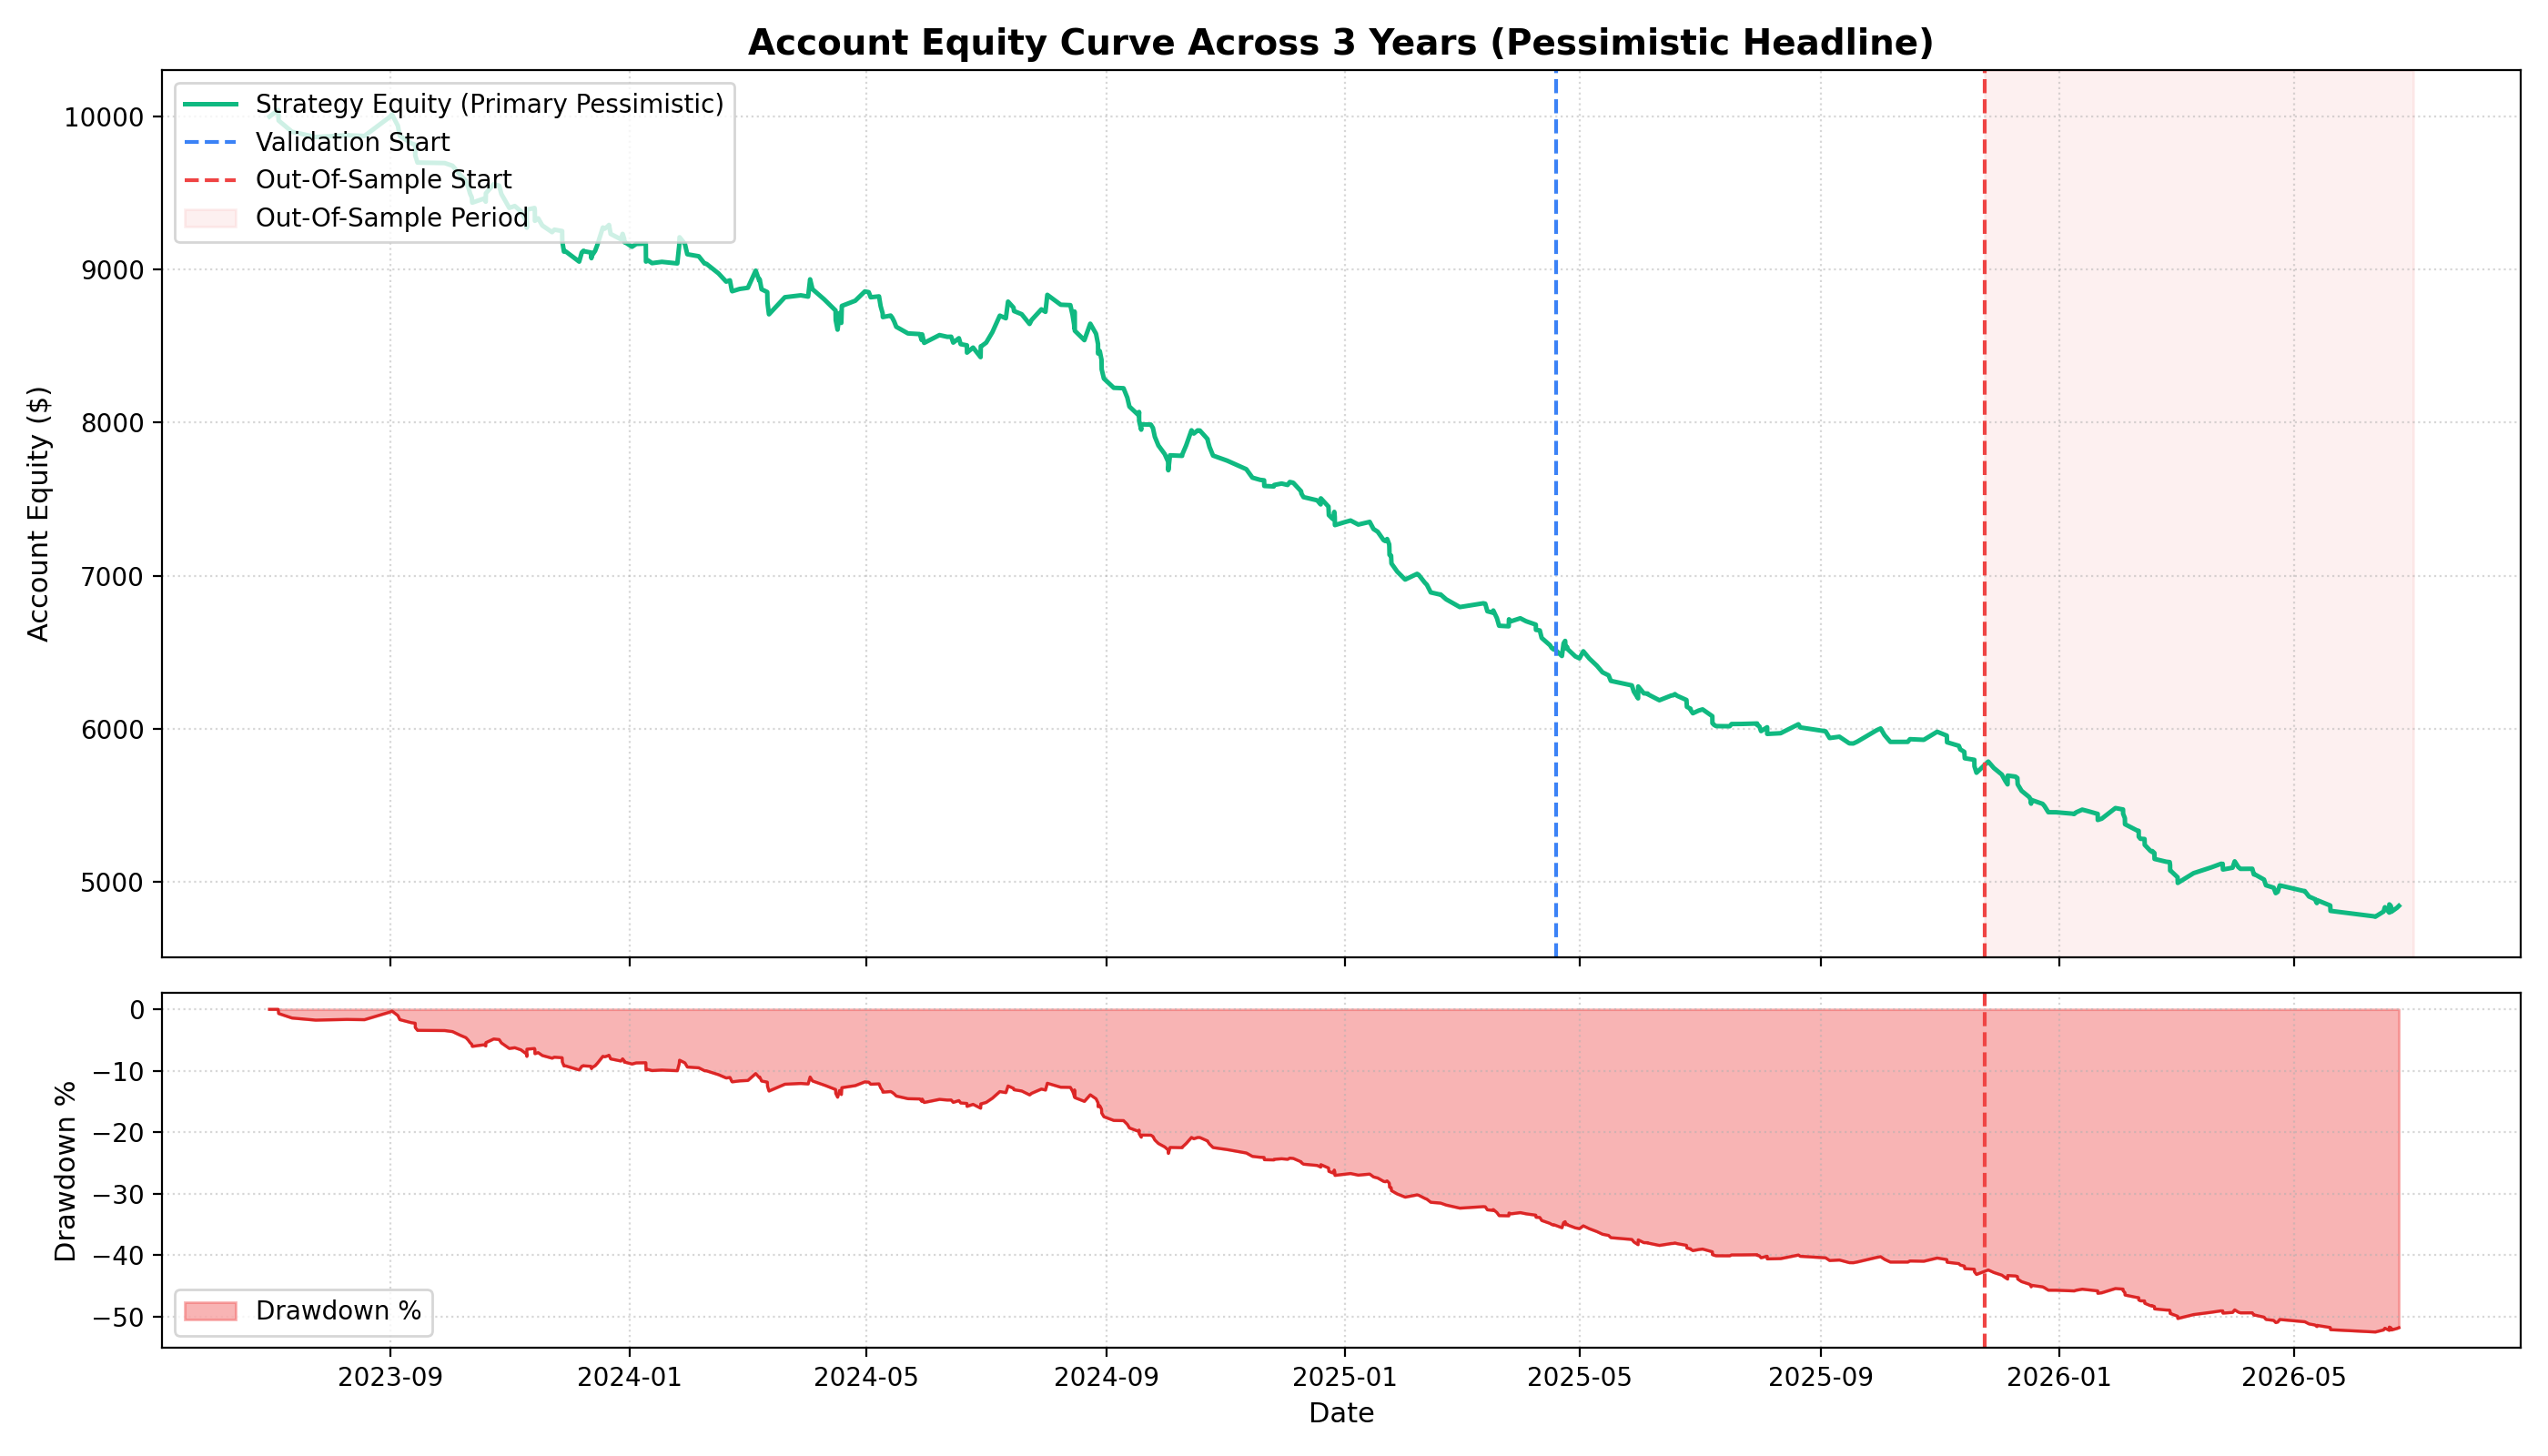 Account Equity Curve Across 3 Years (Pessimistic Headline)
Strategy Equity (Primary Pessimistic)
Validation Start
Out-Of-Sample Start
Out-Of-Sample Period
Account Equity ($)
10000
9000
8000
7000
6000
5000
Drawdown %
0
−10
−20
−30
−40
−50
Drawdown %
2023-09 2024-01 2024-05 2024-09 2025-01 2025-05 2025-09 2026-01 2026-05
Date